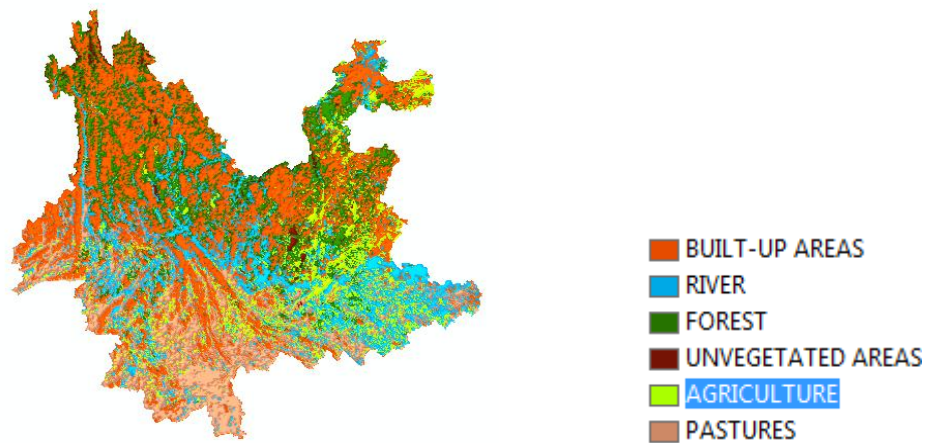 BUILT-UP AREAS
RIVER
FOREST
UNVEGETATED AREAS
AGRICULTURE
PASTURES